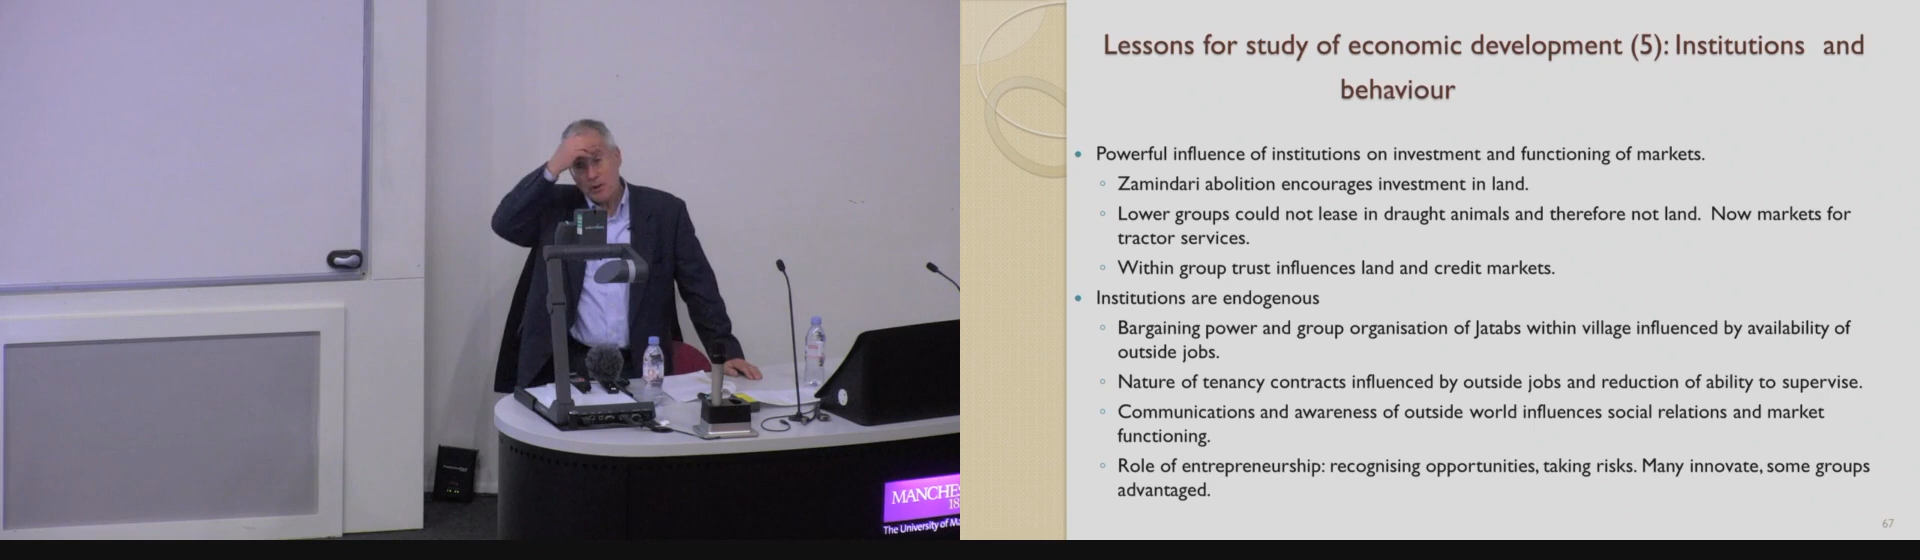 Lessons for study of economic development (5): Institutions and
behaviour
• Powerful influence of institutions on investment and functioning of markets.
◦ Zamindari abolition encourages investment in land.
◦ Lower groups could not lease in draught animals and therefore not land. Now markets for
tractor services.
◦ Within group trust influences land and credit markets.
• Institutions are endogenous
◦ Bargaining power and group organisation of Jatabs within village influenced by availability of
outside jobs.
◦ Nature of tenancy contracts influenced by outside jobs and reduction of ability to supervise.
◦ Communications and awareness of outside world influences social relations and market
functioning.
◦ Role of entrepreneurship: recognising opportunities, taking risks. Many innovate, some groups
advantaged.
67
MANCHE
18
The University of Ma